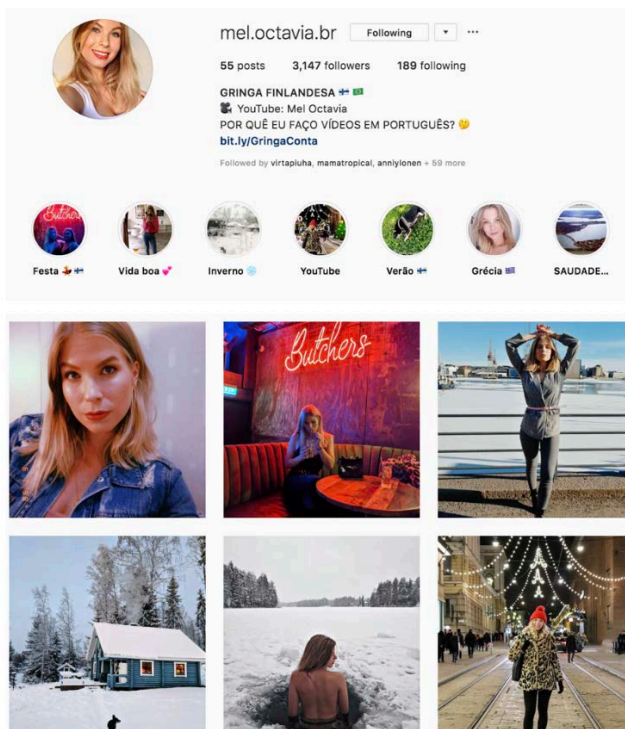 mel.octavia.br Following
55 posts 3,147 followers 189 following
GRINGA FINLANDESA 🇫🇮 🇧🇷
🎥 YouTube: Mel Octavia
POR QUÊ EU FAÇO VÍDEOS EM PORTUGUÊS? 🤔
bit.ly/GringaConta
Followed by virtapiuha, mamatropical, anniylonen + 59 more
Butchers
Festa 💃 🇫🇮 Vida boa 💕 Inverno ❄️ YouTube Verão 🇫🇮 Grécia 🇬🇷 SAUDADE...
Butchers